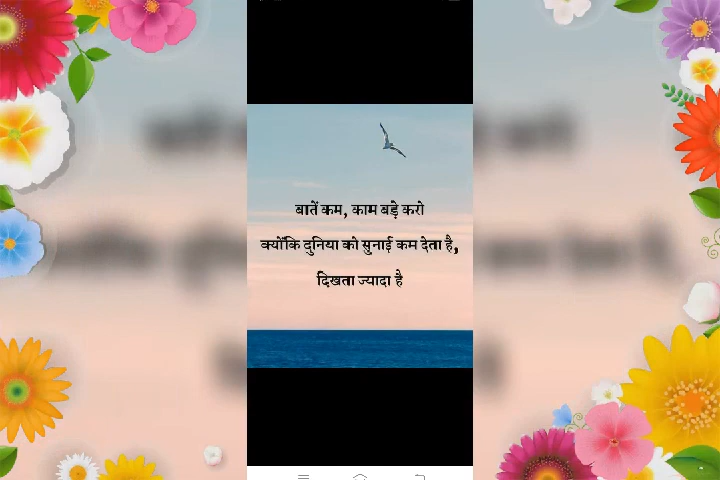 बातें कम, काम बड़े करो
क्योंकि दुनिया को सुनाई कम देता है,
दिखता ज्यादा है